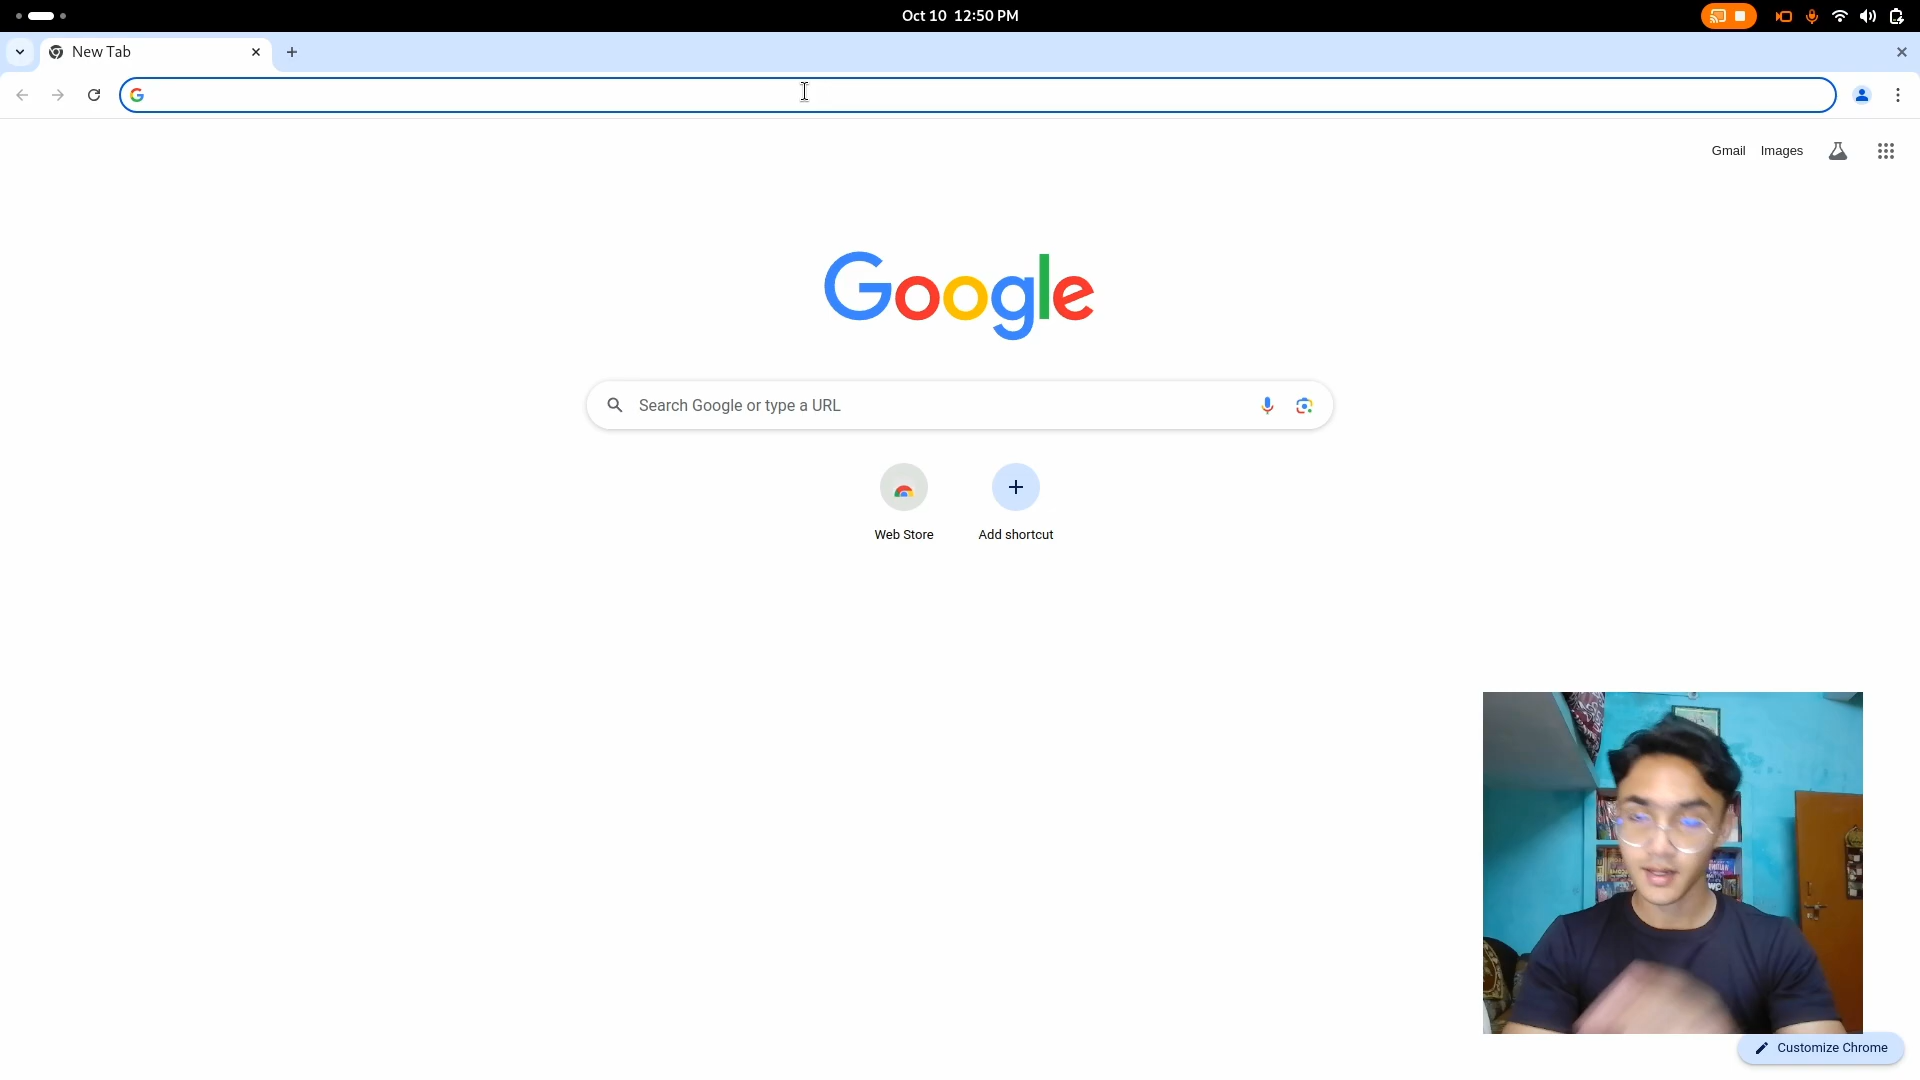 Oct 10 12:50 PM
New Tab
Gmail Images
Google
Search Google or type a URL
Web Store
Add shortcut
Customize Chrome